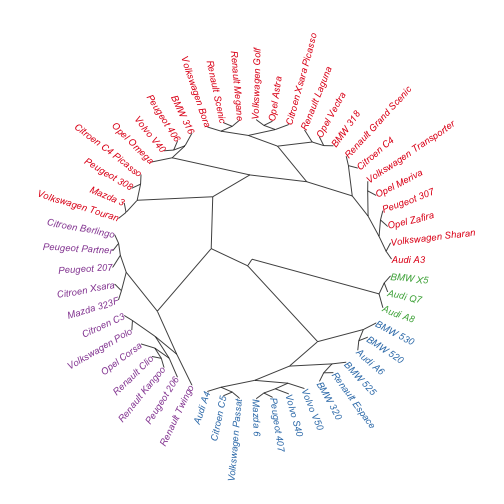 Volkswagen Touran
Mazda 3
Peugeot 308
Citroen C4 Picasso
Opel Omega
Volvo V40
Peugeot 406
BMW 316
Volkswagen Bora
Renault Scenic
Renault Megane
Volkswagen Golf
Opel Astra
Citroen Xsara Picasso
Renault Laguna
Opel Vectra
BMW 318
Renault Grand Scenic
Citroen C4
Volkswagen Transporter
Opel Meriva
Peugeot 307
Opel Zafira
Volkswagen Sharan
Audi A3
BMW X5
Audi Q7
Audi A8
BMW 530
BMW 520
Audi A6
BMW 525
Renault Espace
BMW 320
Volvo V50
Volvo S40
Peugeot 407
Mazda 6
Volkswagen Passat
Citroen C5
Audi A4
Renault Twingo
Peugeot 206
Renault Kangoo
Renault Clio
Opel Corsa
Volkswagen Polo
Citroen C3
Mazda 323F
Citroen Xsara
Peugeot 207
Peugeot Partner
Citroen Berlingo